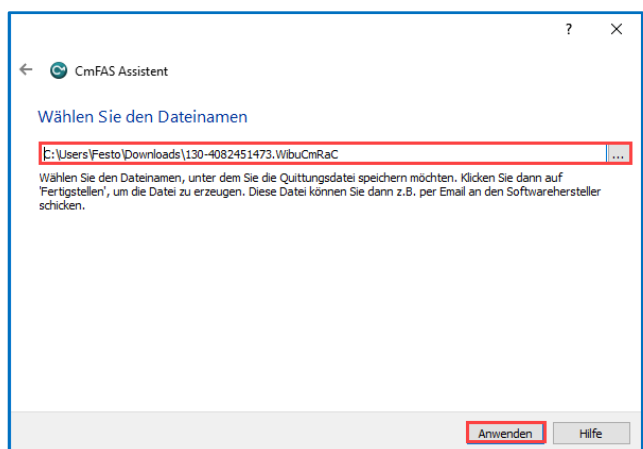 ?
CmFAS Assistent
Wählen Sie den Dateinamen
C:\Users\Festo\Downloads\130-4082451473.WibuCmRaC
...
Wählen Sie den Dateinamen, unter dem Sie die Quittungsdatei speichern möchten. Klicken Sie dann auf
'Fertigstellen', um die Datei zu erzeugen. Diese Datei können Sie dann z.B. per Email an den Softwarehersteller
schicken.
Anwenden Hilfe